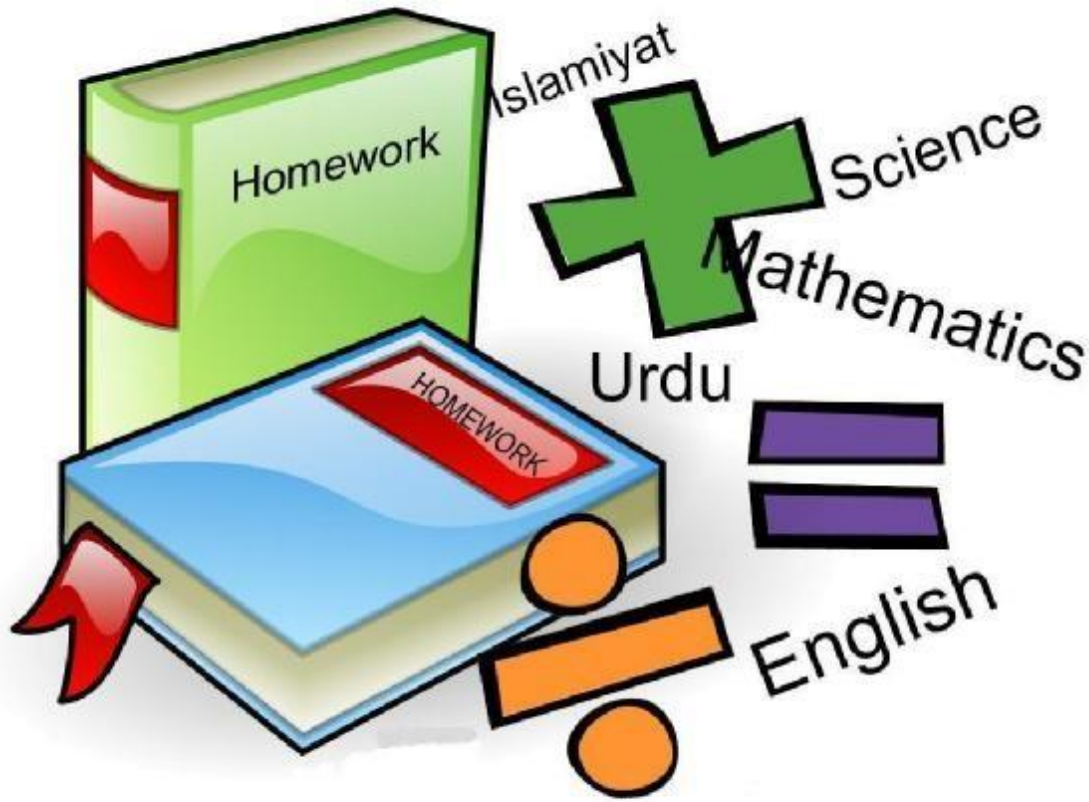 Islamiyat
Homework
Science
Mathematics
Urdu
HOMEWORK
English